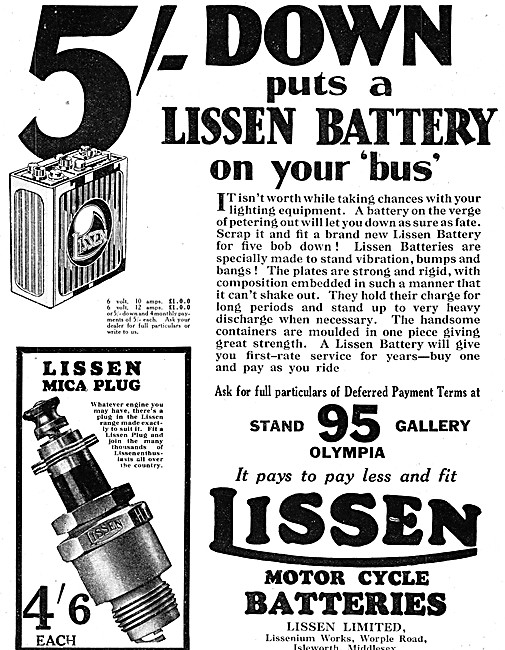 5/- DOWN
puts a
LISSEN BATTERY
on your 'bus'
LISSEN
6 volt, 10 amps, £1.0.0
6 volt, 12 amps, £1.0.0
or 5/- down and 4 monthly pay-
ments of 5/- each. Ask your
dealer for full particulars or
write to us.
IT isn't worth while taking chances with your
lighting equipment. A battery on the verge
of petering out will let you down as sure as fate.
Scrap it and fit a brand new Lissen Battery
for five bob down! Lissen Batteries are
specially made to stand vibration, bumps and
bangs! The plates are strong and rigid, with
composition embedded in such a manner that
it can't shake out. They hold their charge for
long periods and stand up to very heavy
discharge when necessary. The handsome
containers are moulded in one piece giving
great strength. A Lissen Battery will give
you first-rate service for years—buy one
and pay as you ride
Ask for full particulars of Deferred Payment Terms at
STAND 95 GALLERY
OLYMPIA
It pays to pay less and fit
LISSEN
MOTOR CYCLE
BATTERIES
LISSEN LIMITED,
Lissenium Works, Worple Road,
Isleworth, Middlesex
LISSEN
MICA PLUG
Whatever engine you
may have, there's a
plug in the Lissen
range made exact-
ly to suit it. Fit a
Lissen Plug and
join the many
thousands of
Lissenenthus-
iasts all over
the country.
LISSEN H1
4/6
EACH